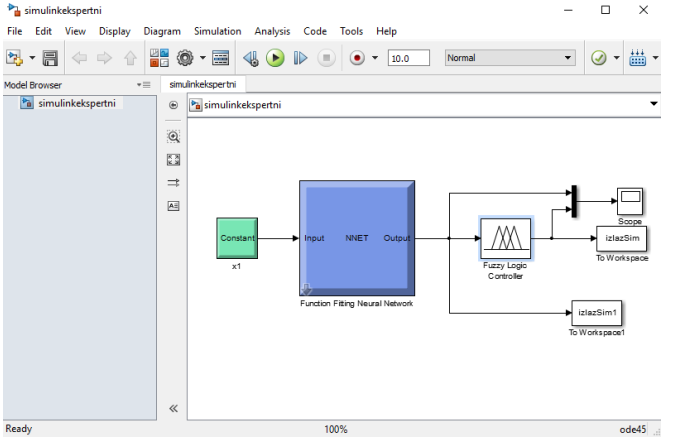 simulinkekspertni
File Edit View Display Diagram Simulation Analysis Code Tools Help
10.0 Normal
Model Browser
simulinkekspertni
simulinkekspertni
simulinkekspertni
Constant
x1
Input NNET Output
Function Fitting Neural Network
Fuzzy Logic
Controller
Scope
izlazSim
To Workspace
izlazSim1
To Workspace1
Ready 100% ode45